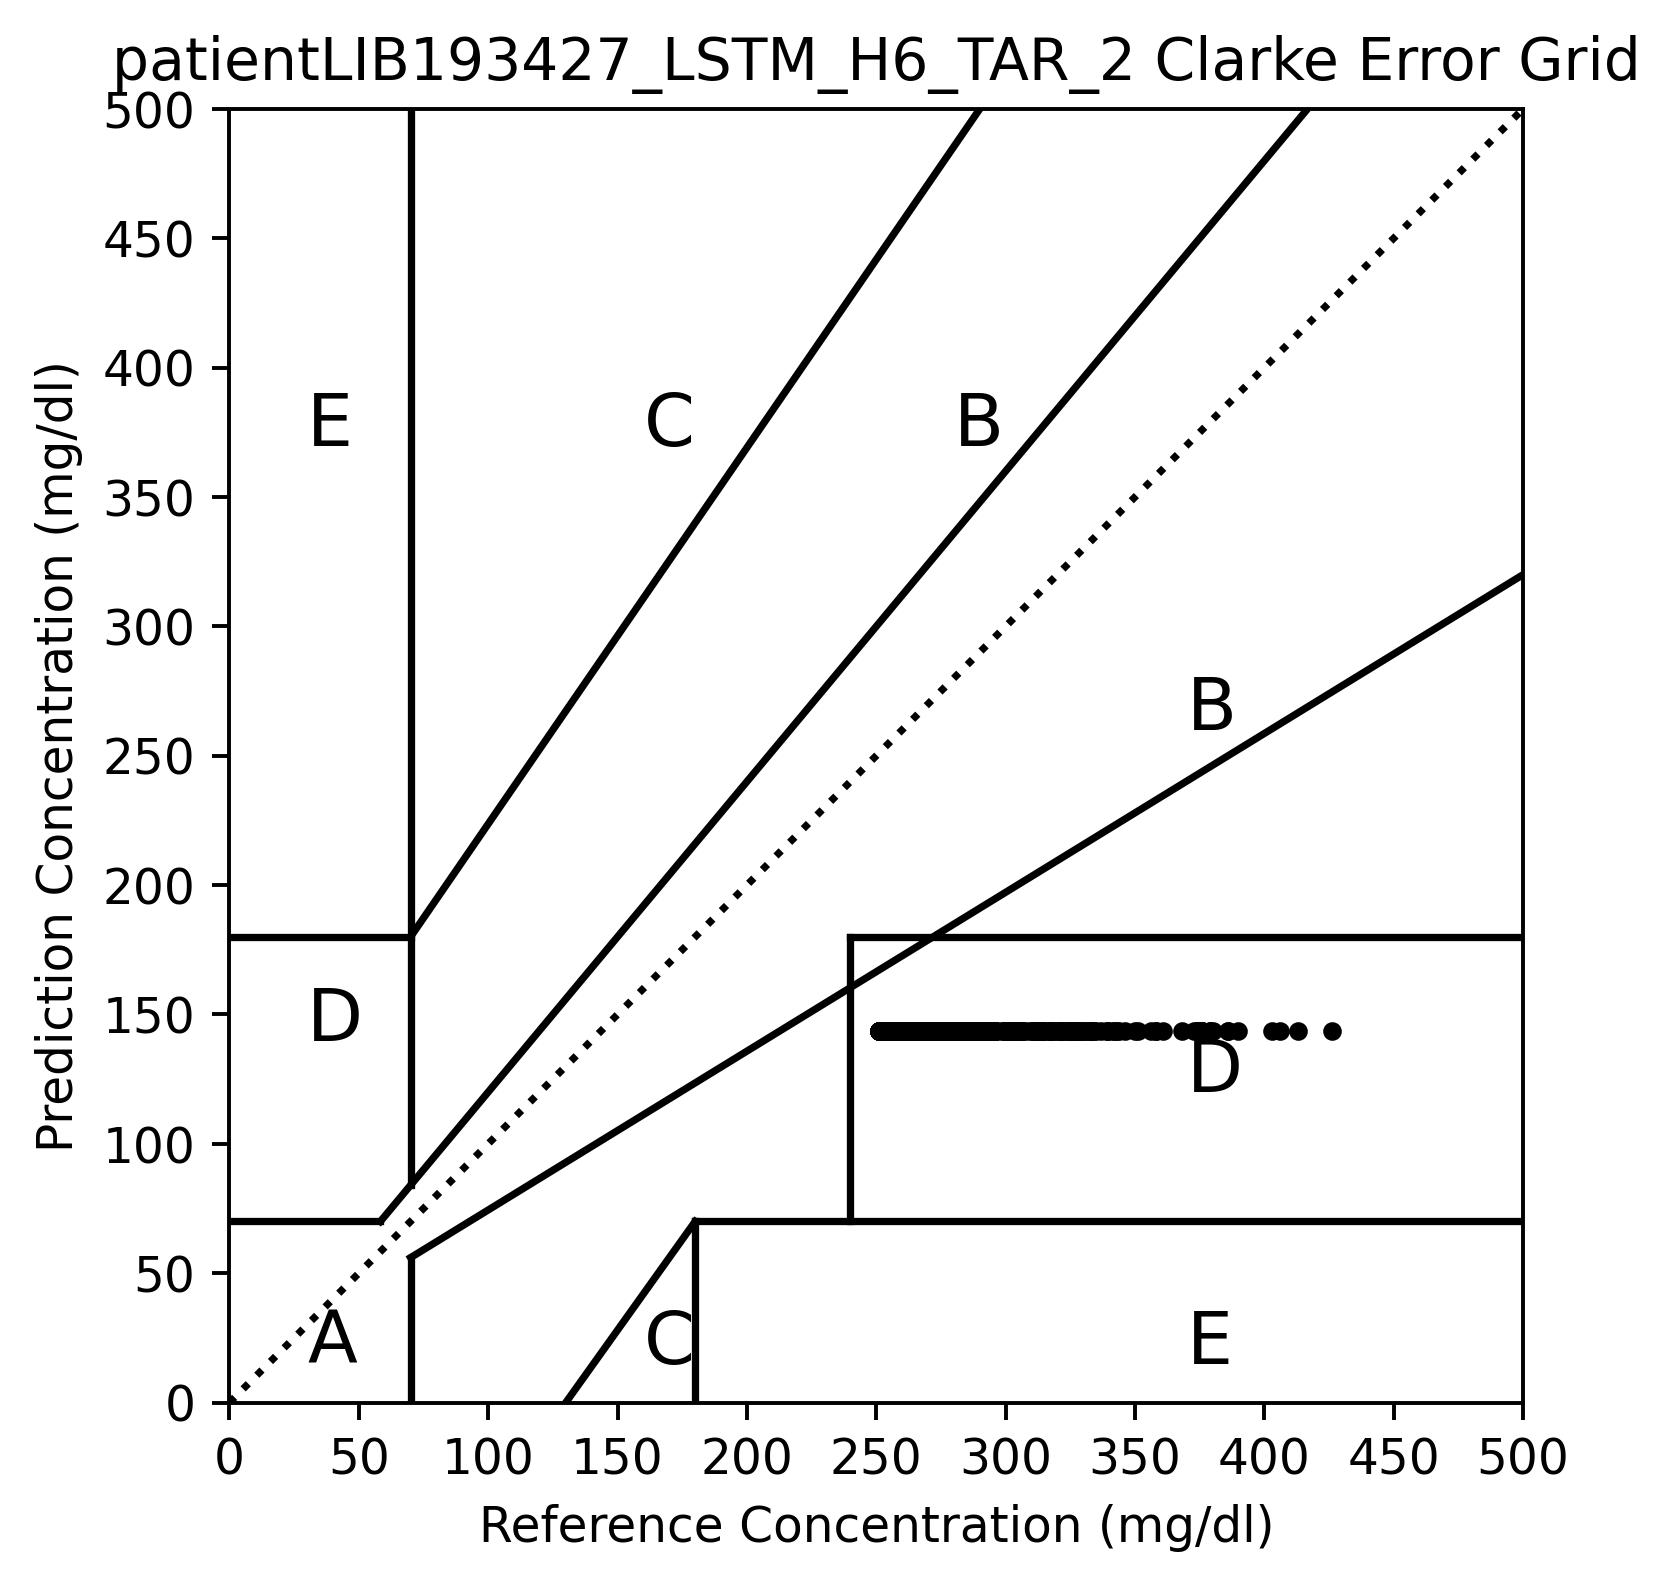 patientLIB193427_LSTM_H6_TAR_2 Clarke Error Grid
500
450
400
350
300
250
200
150
100
50
0
Prediction Concentration (mg/dl)
E
C
B
B
D
D
A
C
E
0 50 100 150 200 250 300 350 400 450 500
Reference Concentration (mg/dl)